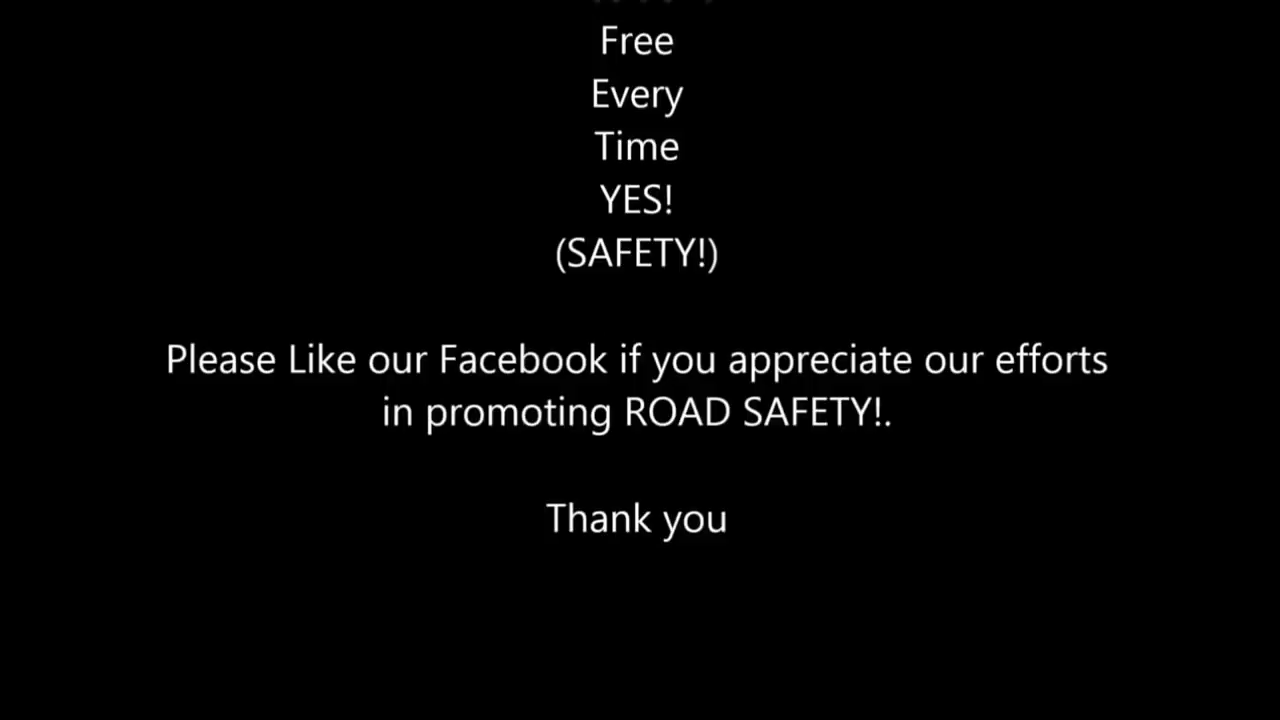 Free
Every
Time
YES!
(SAFETY!)
Please Like our Facebook if you appreciate our efforts
in promoting ROAD SAFETY!.
Thank you